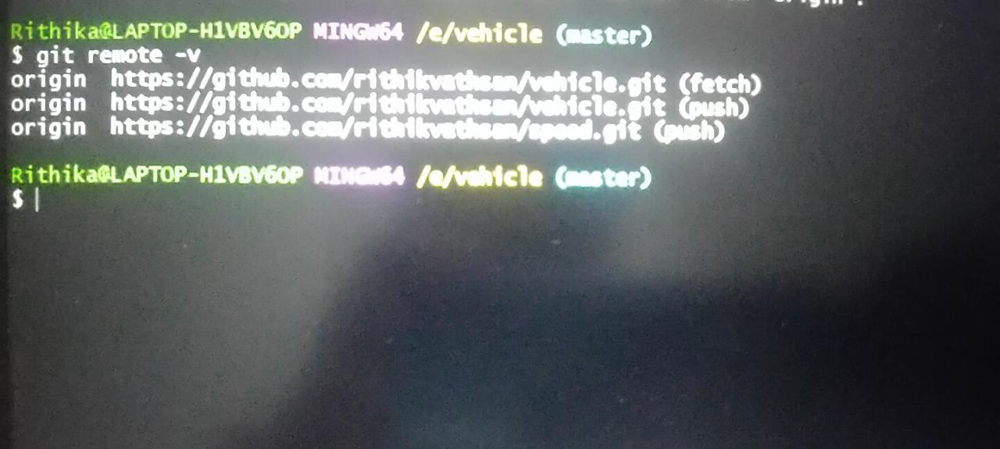 Rithika@LAPTOP-H1VBV6OP MINGW64 /e/vehicle (master)
$ git remote -v
origin https://github.com/rithikvathsan/vehicle.git (fetch)
origin https://github.com/rithikvathsan/vehicle.git (push)
origin https://github.com/rithikvathsan/speed.git (push)
Rithika@LAPTOP-H1VBV6OP MINGW64 /e/vehicle (master)
$